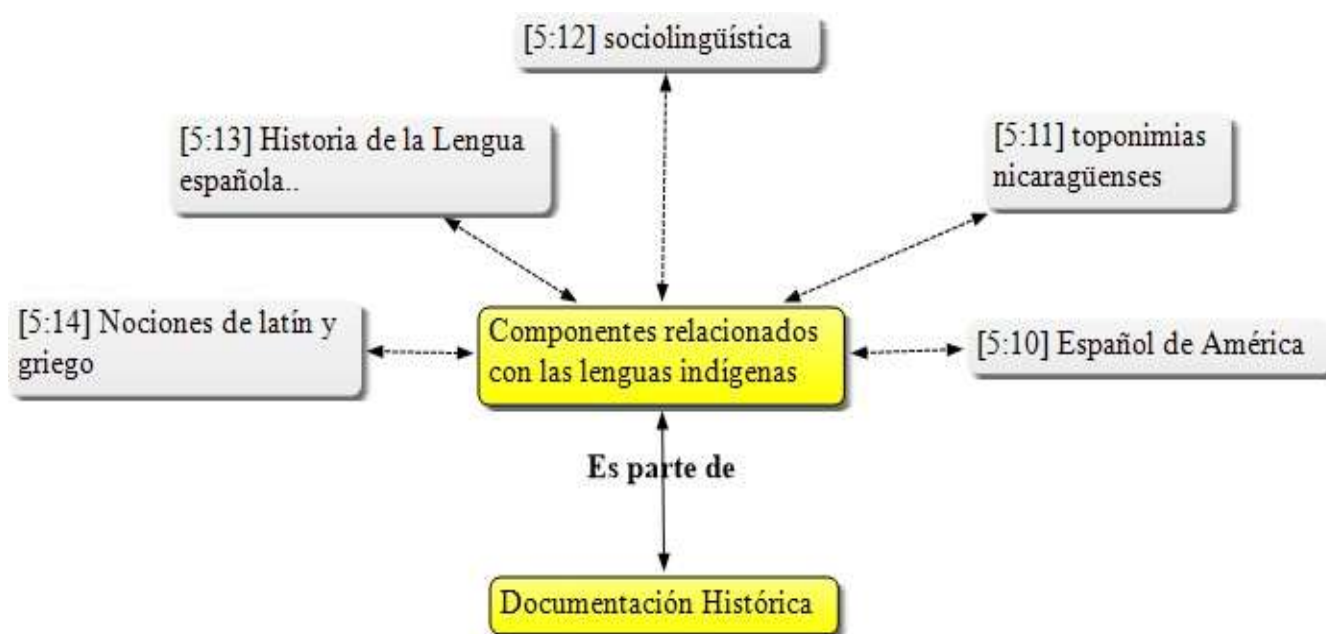 [5:12] sociolingüística
[5:13] Historia de la Lengua
española..
[5:11] toponimias
nicaragüenses
[5:14] Nociones de latín y
griego
Componentes relacionados
con las lenguas indígenas
[5:10] Español de América
Es parte de
Documentación Histórica